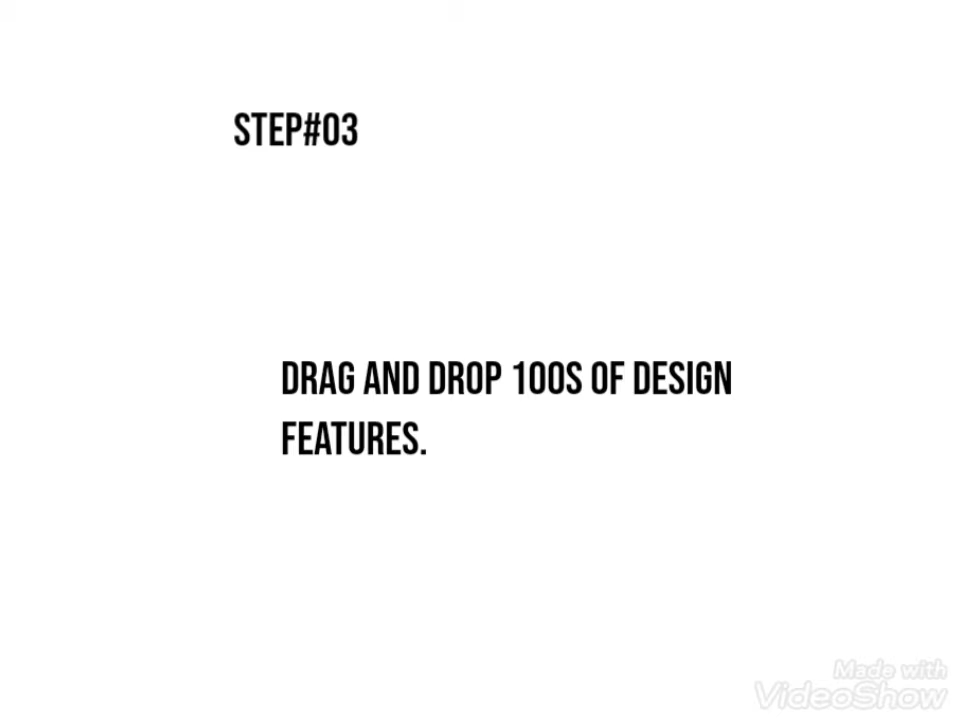 STEP#03
DRAG AND DROP 100S OF DESIGN
FEATURES.
Made with
VideoShow